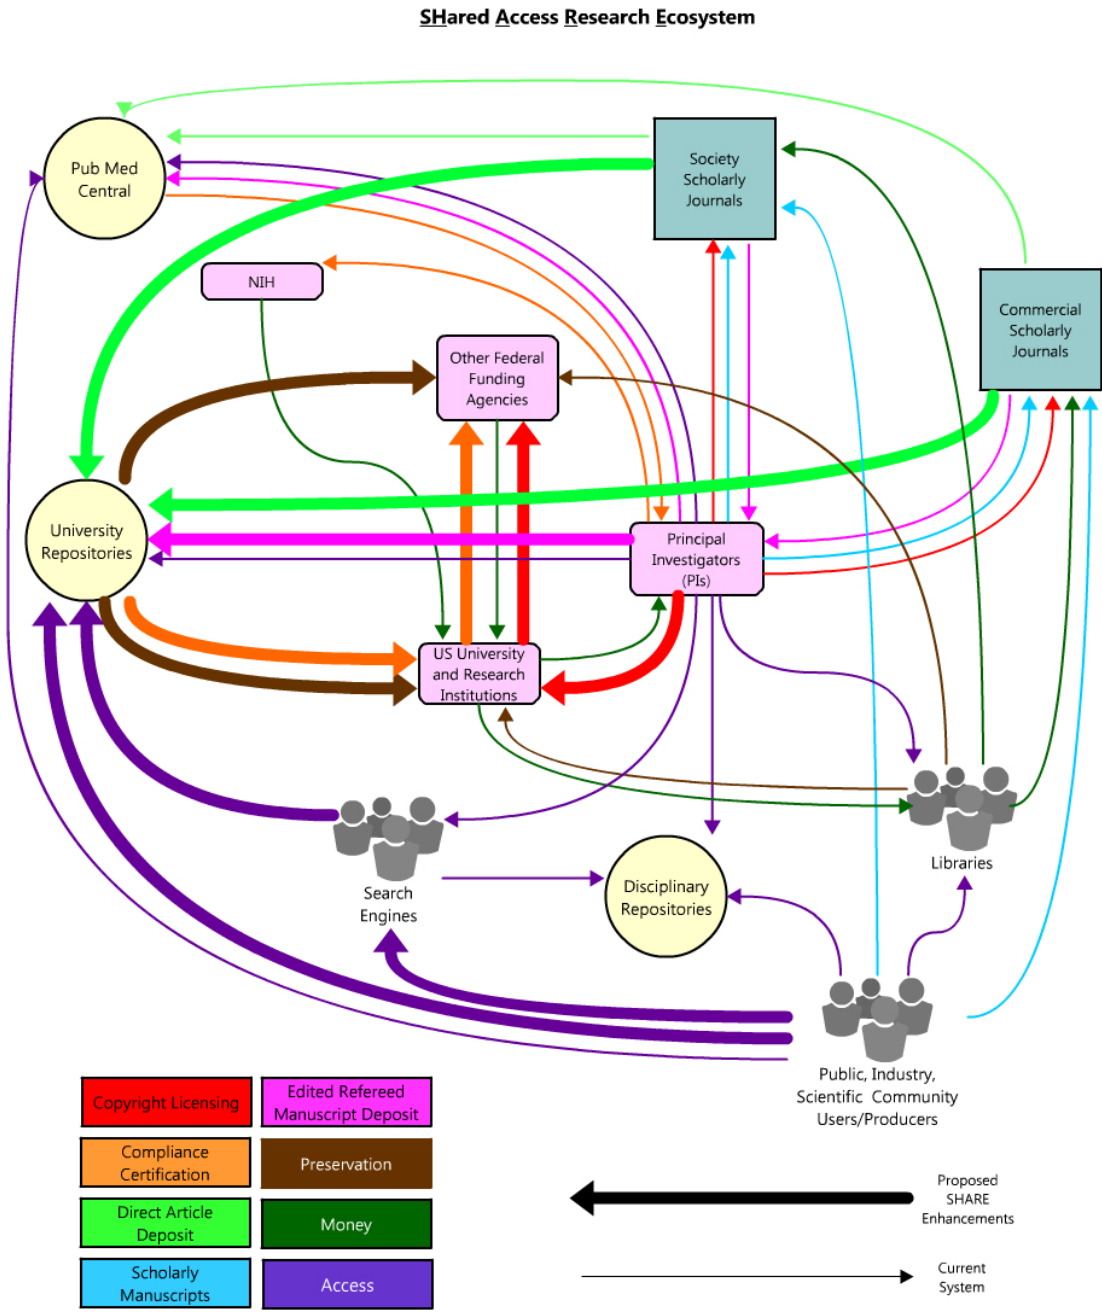 SHared Access Research Ecosystem
Pub Med
Central
Society
Scholarly
Journals
NIH
Commercial
Scholarly
Journals
Other Federal
Funding
Agencies
University
Repositories
Principal
Investigators
(PIs)
US University
and Research
Institutions
Libraries
Search
Engines
Disciplinary
Repositories
Public, Industry,
Scientific Community
Users/Producers
Copyright Licensing
Edited Refereed
Manuscript Deposit
Compliance
Certification
Preservation
Direct Article
Deposit
Money
Scholarly
Manuscripts
Access
Proposed
SHARE
Enhancements
Current
System